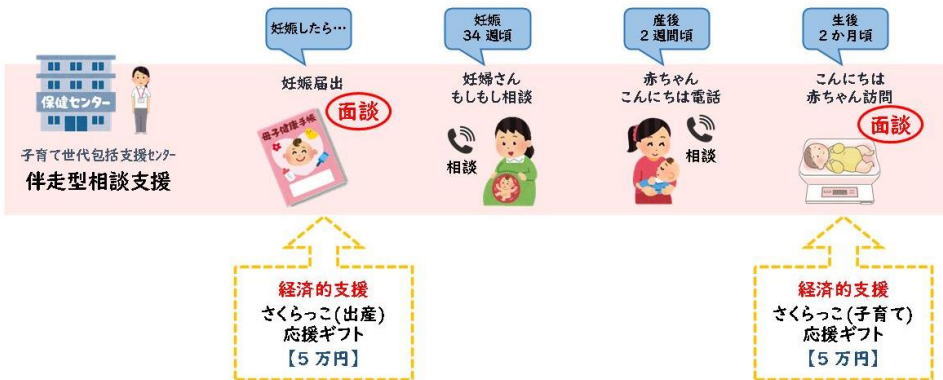 妊娠したら…
妊娠
34週頃
産後
2週間頃
生後
2か月頃
保健センター
子育て世代包括支援センター
伴走型相談支援
妊娠届出
面談
母子健康手帳
妊婦さん
もしもし相談
相談
赤ちゃん
こんにちは電話
相談
こんにちは
赤ちゃん訪問
面談
経済的支援
さくらっこ(出産)
応援ギフト
【5万円】
経済的支援
さくらっこ(子育て)
応援ギフト
【5万円】